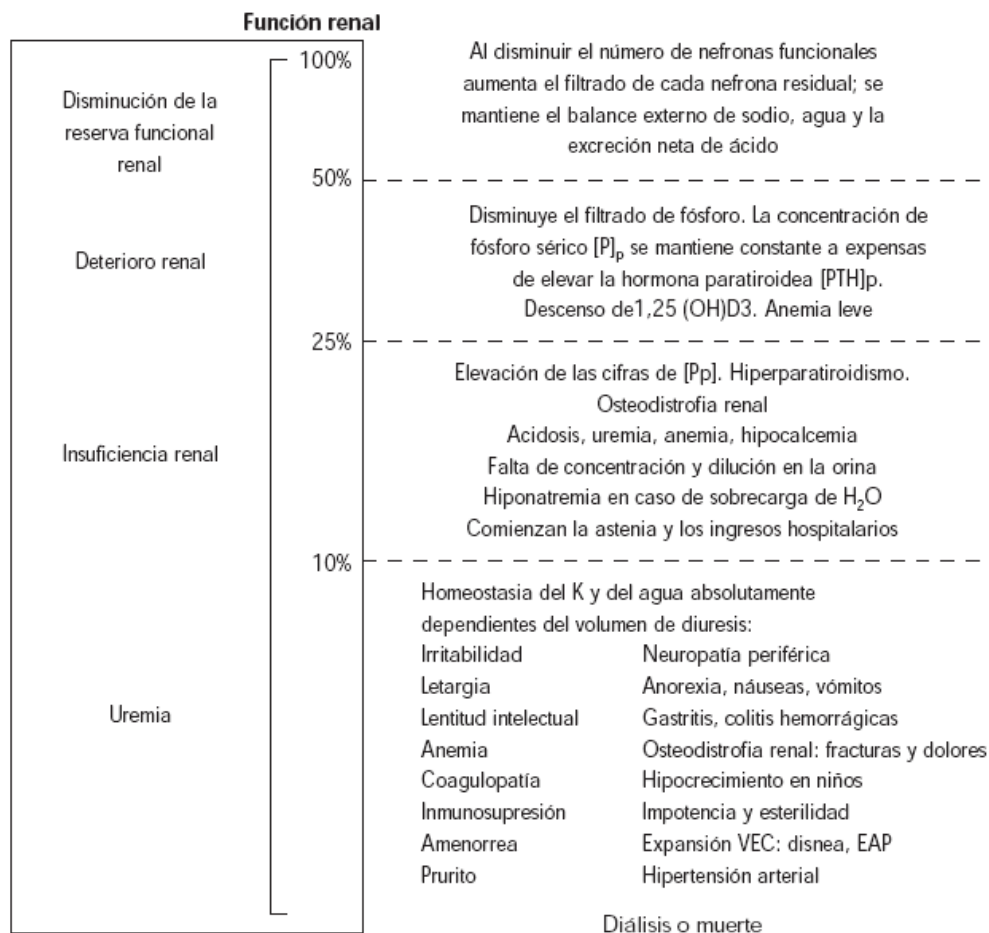 Función renal
100%
Disminución de la
reserva funcional
renal
Al disminuir el número de nefronas funcionales
aumenta el filtrado de cada nefrona residual; se
mantiene el balance externo de sodio, agua y la
excreción neta de ácido
50%
Deterioro renal
Disminuye el filtrado de fósforo. La concentración de
fósforo sérico [P]p se mantiene constante a expensas
de elevar la hormona paratiroidea [PTH]p.
Descenso de1,25 (OH)D3. Anemia leve
25%
Insuficiencia renal
Elevación de las cifras de [Pp]. Hiperparatiroidismo.
Osteodistrofia renal
Acidosis, uremia, anemia, hipocalcemia
Falta de concentración y dilución en la orina
Hiponatremia en caso de sobrecarga de H2O
Comienzan la astenia y los ingresos hospitalarios
10%
Uremia
Homeostasia del K y del agua absolutamente
dependientes del volumen de diuresis:
Irritabilidad Neuropatía periférica
Letargia Anorexia, náuseas, vómitos
Lentitud intelectual Gastritis, colitis hemorrágicas
Anemia Osteodistrofia renal: fracturas y dolores
Coagulopatía Hipocrecimiento en niños
Inmunosupresión Impotencia y esterilidad
Amenorrea Expansión VEC: disnea, EAP
Prurito Hipertensión arterial
Diálisis o muerte